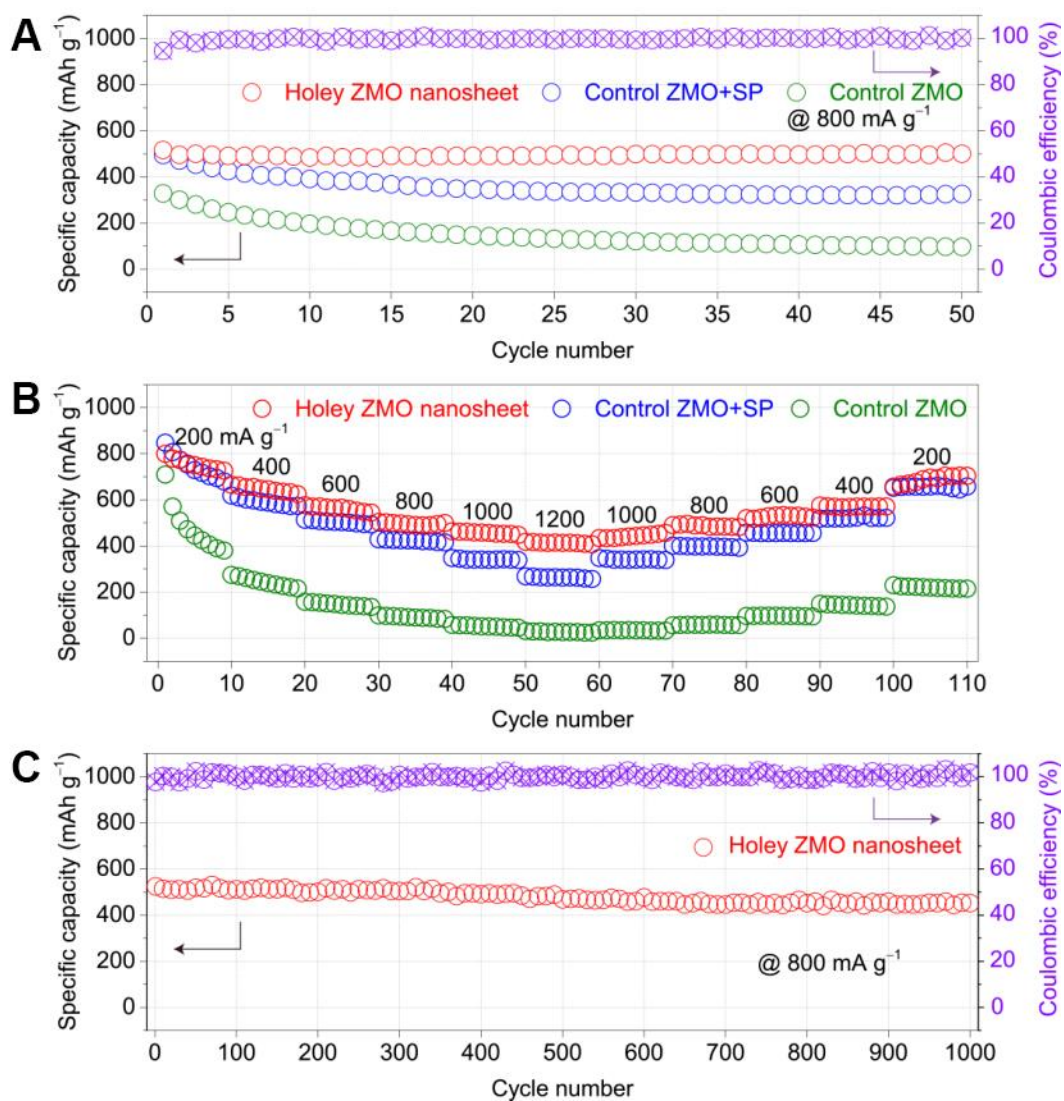 A
Specific capacity (mAh g⁻¹)
1000
800
600
400
200
0
Holey ZMO nanosheet Control ZMO+SP Control ZMO
@ 800 mA g⁻¹
100
80
60
40
20
0
Coulombic efficiency (%)
0 5 10 15 20 25 30 35 40 45 50
Cycle number
B
Specific capacity (mAh g⁻¹)
1000
800
600
400
200
0
Holey ZMO nanosheet Control ZMO+SP Control ZMO
200 mA g⁻¹
400
600
800
1000
1200
1000
800
600
400
200
0 10 20 30 40 50 60 70 80 90 100 110
Cycle number
C
Specific capacity (mAh g⁻¹)
1000
800
600
400
200
0
Holey ZMO nanosheet
@ 800 mA g⁻¹
100
80
60
40
20
0
Coulombic efficiency (%)
0 100 200 300 400 500 600 700 800 900 1000
Cycle number